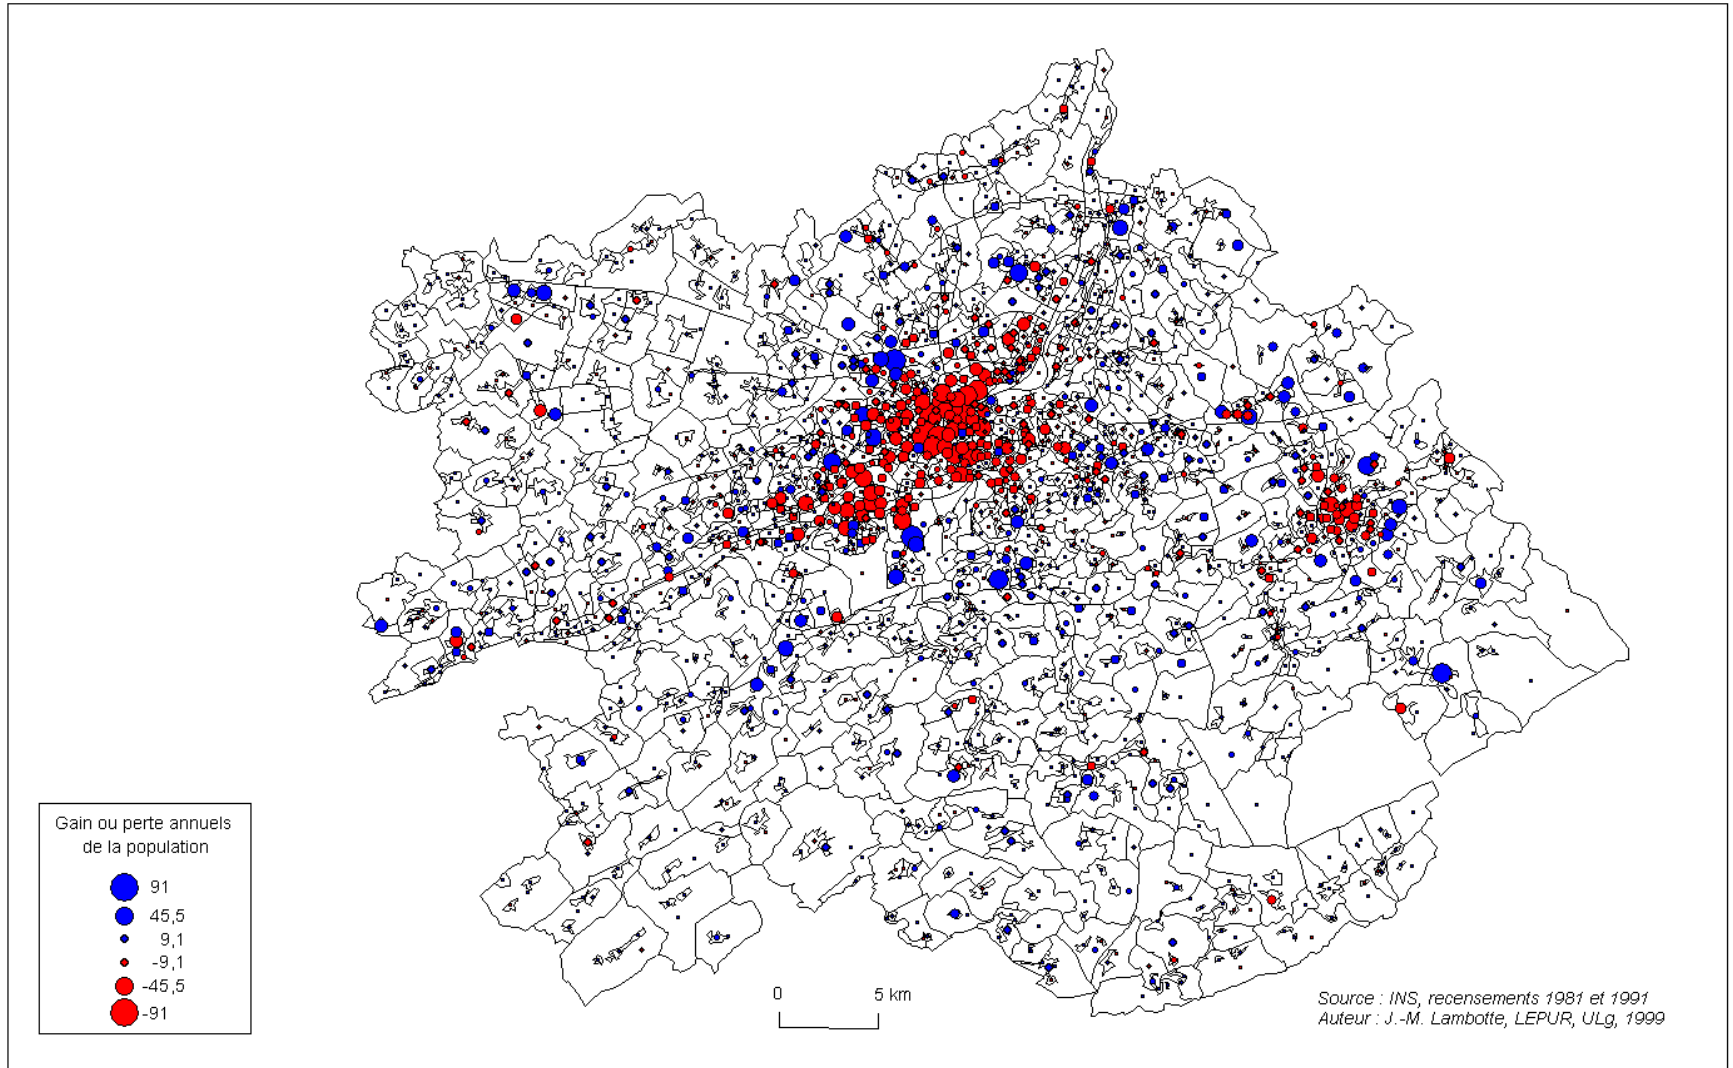 Gain ou perte annuels
de la population
91
45,5
9,1
-9,1
-45,5
-91
0 5 km
Source : INS, recensements 1981 et 1991
Auteur : J.-M. Lambotte, LEPUR, ULg, 1999